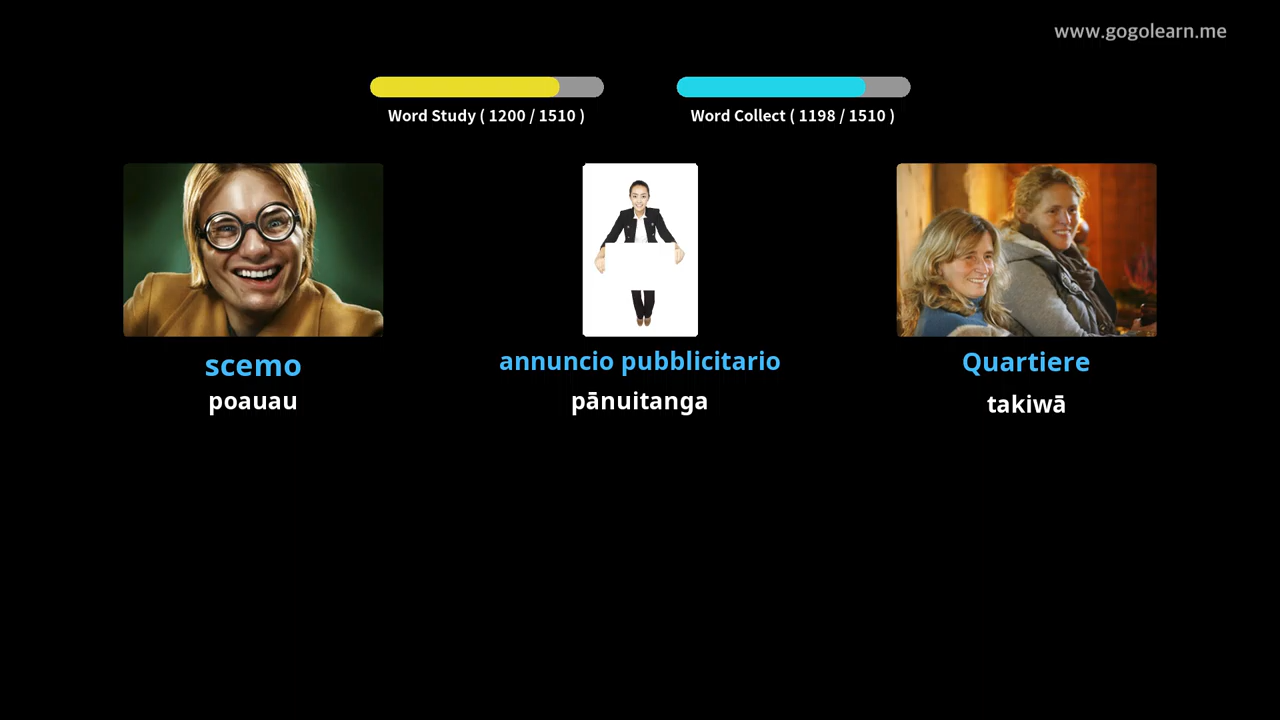 www.gogolearn.me
Word Study ( 1200 / 1510 )
Word Collect ( 1198 / 1510 )
scemo
annuncio pubblicitario
Quartiere
poauau
pānuitanga
takiwā